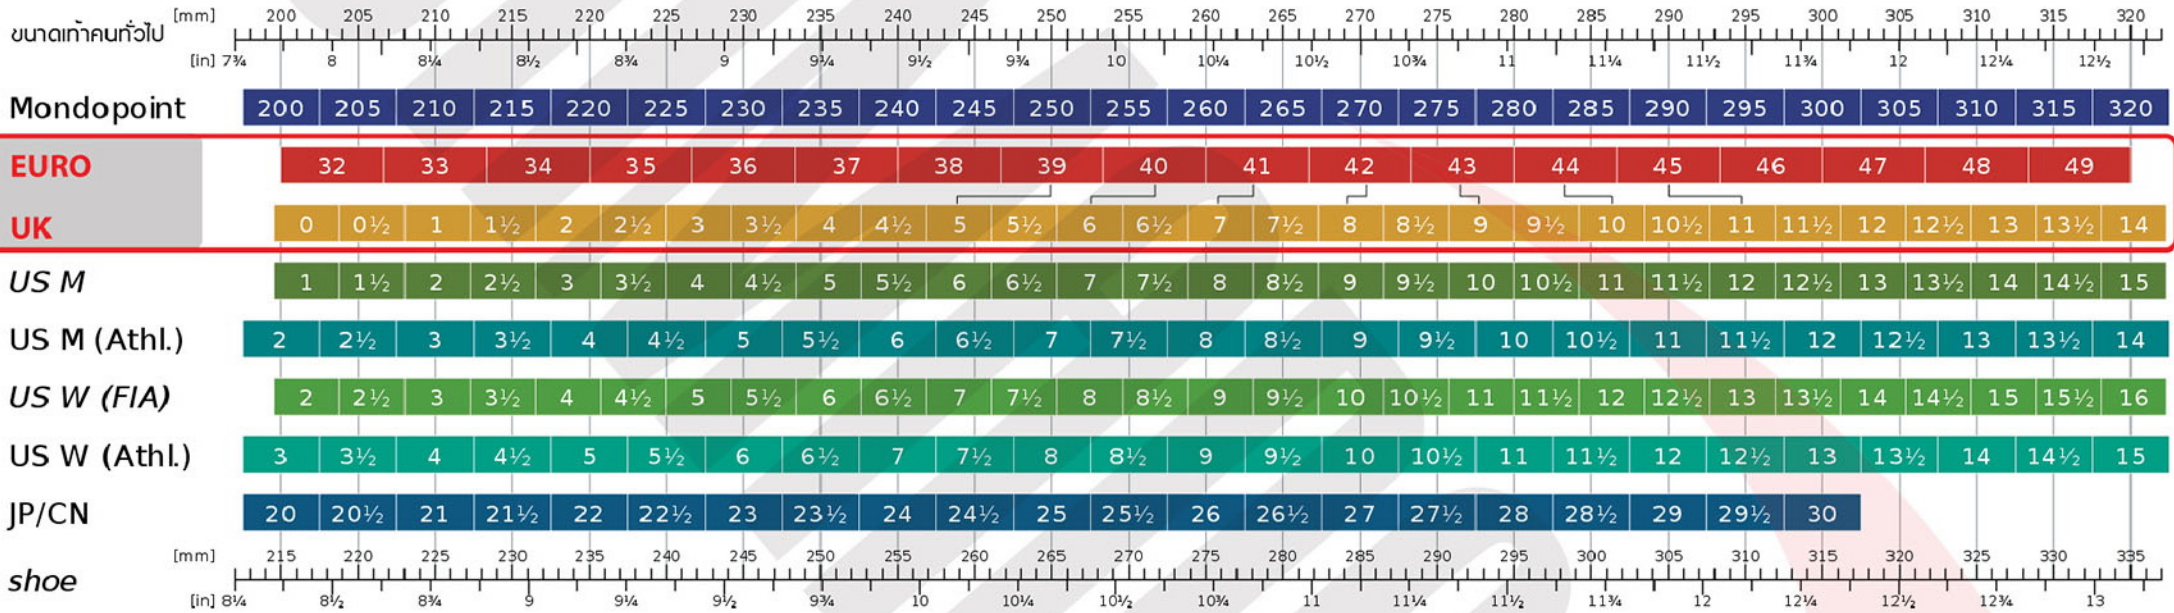 [mm] 200 205 210 215 220 225 230 235 240 245 250 255 260 265 270 275 280 285 290 295 300 305 310 315 320
ขนาดเท้าคนทั่วไป
[in] 7¾ 8 8¼ 8½ 8¾ 9 9¼ 9½ 9¾ 10 10¼ 10½ 10¾ 11 11¼ 11½ 11¾ 12 12¼ 12½
Mondopoint 200 205 210 215 220 225 230 235 240 245 250 255 260 265 270 275 280 285 290 295 300 305 310 315 320
EURO 32 33 34 35 36 37 38 39 40 41 42 43 44 45 46 47 48 49
UK 0 0½ 1 1½ 2 2½ 3 3½ 4 4½ 5 5½ 6 6½ 7 7½ 8 8½ 9 9½ 10 10½ 11 11½ 12 12½ 13 13½ 14
US M 1 1½ 2 2½ 3 3½ 4 4½ 5 5½ 6 6½ 7 7½ 8 8½ 9 9½ 10 10½ 11 11½ 12 12½ 13 13½ 14 14½ 15
US M (Athl.) 2 2½ 3 3½ 4 4½ 5 5½ 6 6½ 7 7½ 8 8½ 9 9½ 10 10½ 11 11½ 12 12½ 13 13½ 14
US W (FIA) 2 2½ 3 3½ 4 4½ 5 5½ 6 6½ 7 7½ 8 8½ 9 9½ 10 10½ 11 11½ 12 12½ 13 13½ 14 14½ 15 15½ 16
US W (Athl.) 3 3½ 4 4½ 5 5½ 6 6½ 7 7½ 8 8½ 9 9½ 10 10½ 11 11½ 12 12½ 13 13½ 14 14½ 15
JP/CN 20 20½ 21 21½ 22 22½ 23 23½ 24 24½ 25 25½ 26 26½ 27 27½ 28 28½ 29 29½ 30
[mm] 215 220 225 230 235 240 245 250 255 260 265 270 275 280 285 290 295 300 305 310 315 320 325 330 335
shoe
[in] 8¼ 8½ 8¾ 9 9¼ 9½ 9¾ 10 10¼ 10½ 10¾ 11 11¼ 11½ 11¾ 12 12¼ 12½ 12¾ 13